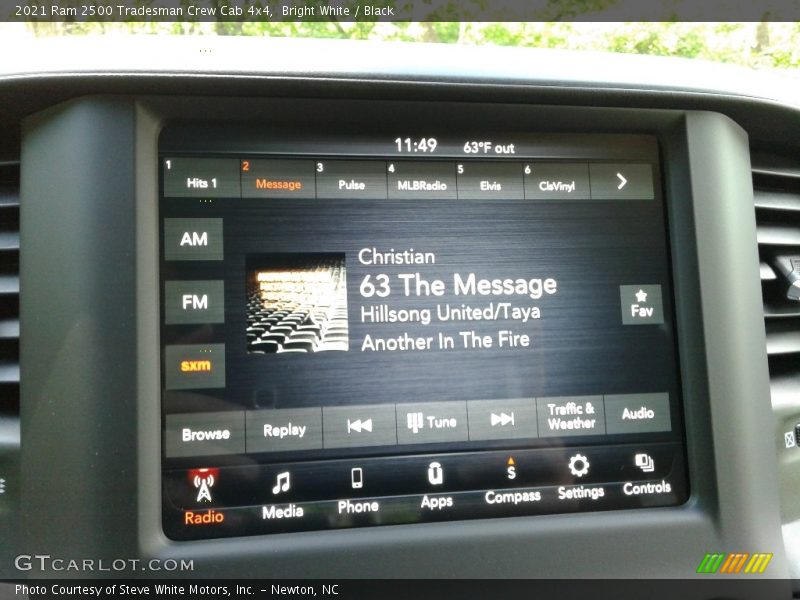 2021 Ram 2500 Tradesman Crew Cab 4x4, Bright White / Black
11:49 63°F out
1 Hits 1
2 Message
3 Pulse
4 MLBRadio
5 Elvis
6 ClsVinyl
AM
FM
sxm
Christian
63 The Message
Hillsong United/Taya
Another In The Fire
Fav
Browse
Replay
Tune
Traffic & Weather
Audio
Radio
Media
Phone
Apps
S
Compass
Settings
Controls
GTCARLOT.COM
Photo Courtesy of Steve White Motors, Inc. - Newton, NC